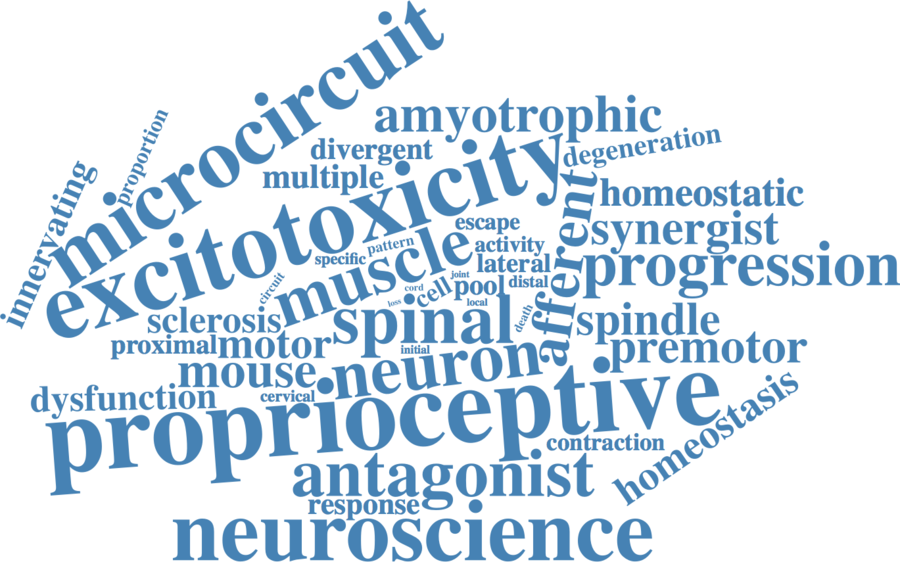 microcircuit
proportion
amyotrophic
divergent
degeneration
multiple
innervating
excitotoxicity
homeostatic
escape
synergist
pattern
specific
muscle
activity
lateral
afferent
progression
circuit
joint
cord
cell
pool
distal
loss
local
sclerosis
spinal
death
spindle
proximal
motor
initial
premotor
mouse
neuron
dysfunction
cervical
proprioceptive
homeostasis
contraction
antagonist
response
neuroscience